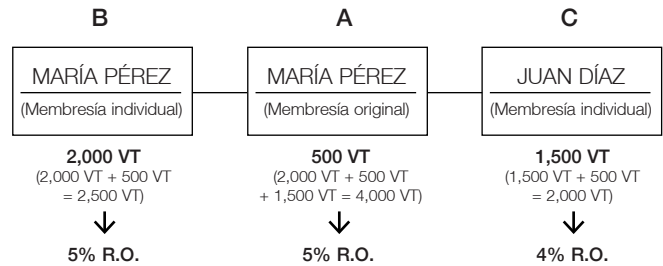 B
MARÍA PÉREZ
(Membresía individual)
2,000 VT
(2,000 VT + 500 VT
= 2,500 VT)
5% R.O.
A
MARÍA PÉREZ
(Membresía original)
500 VT
(2,000 VT + 500 VT
+ 1,500 VT = 4,000 VT)
5% R.O.
C
JUAN DÍAZ
(Membresía individual)
1,500 VT
(1,500 VT + 500 VT
= 2,000 VT)
4% R.O.